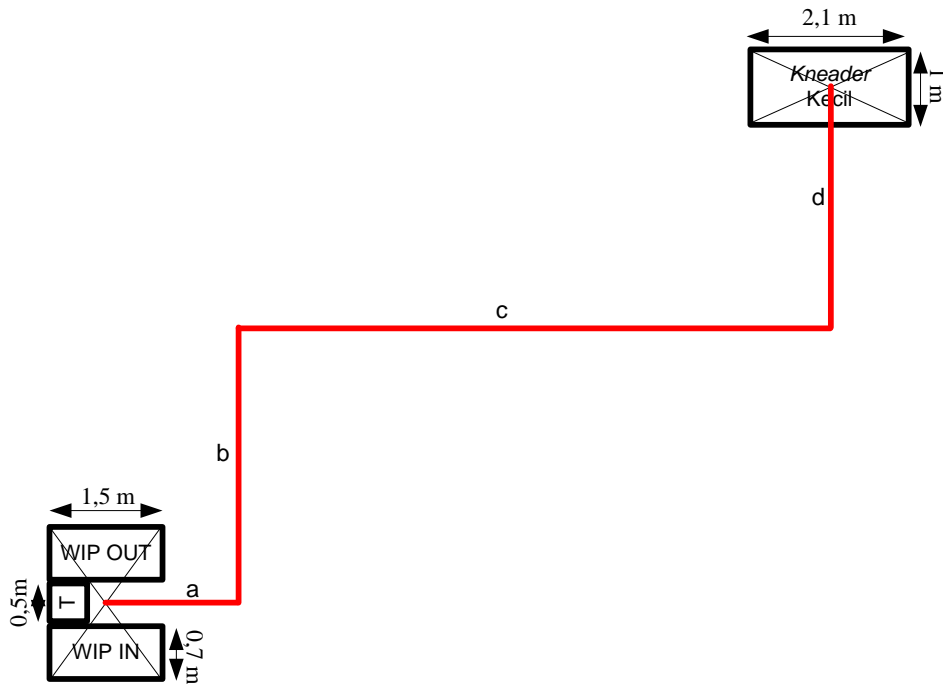 2,1 m
Kneader
Kecil
1 m
d
c
b
1,5 m
WIP OUT
a
0,5m
T
WIP IN
0,7 m